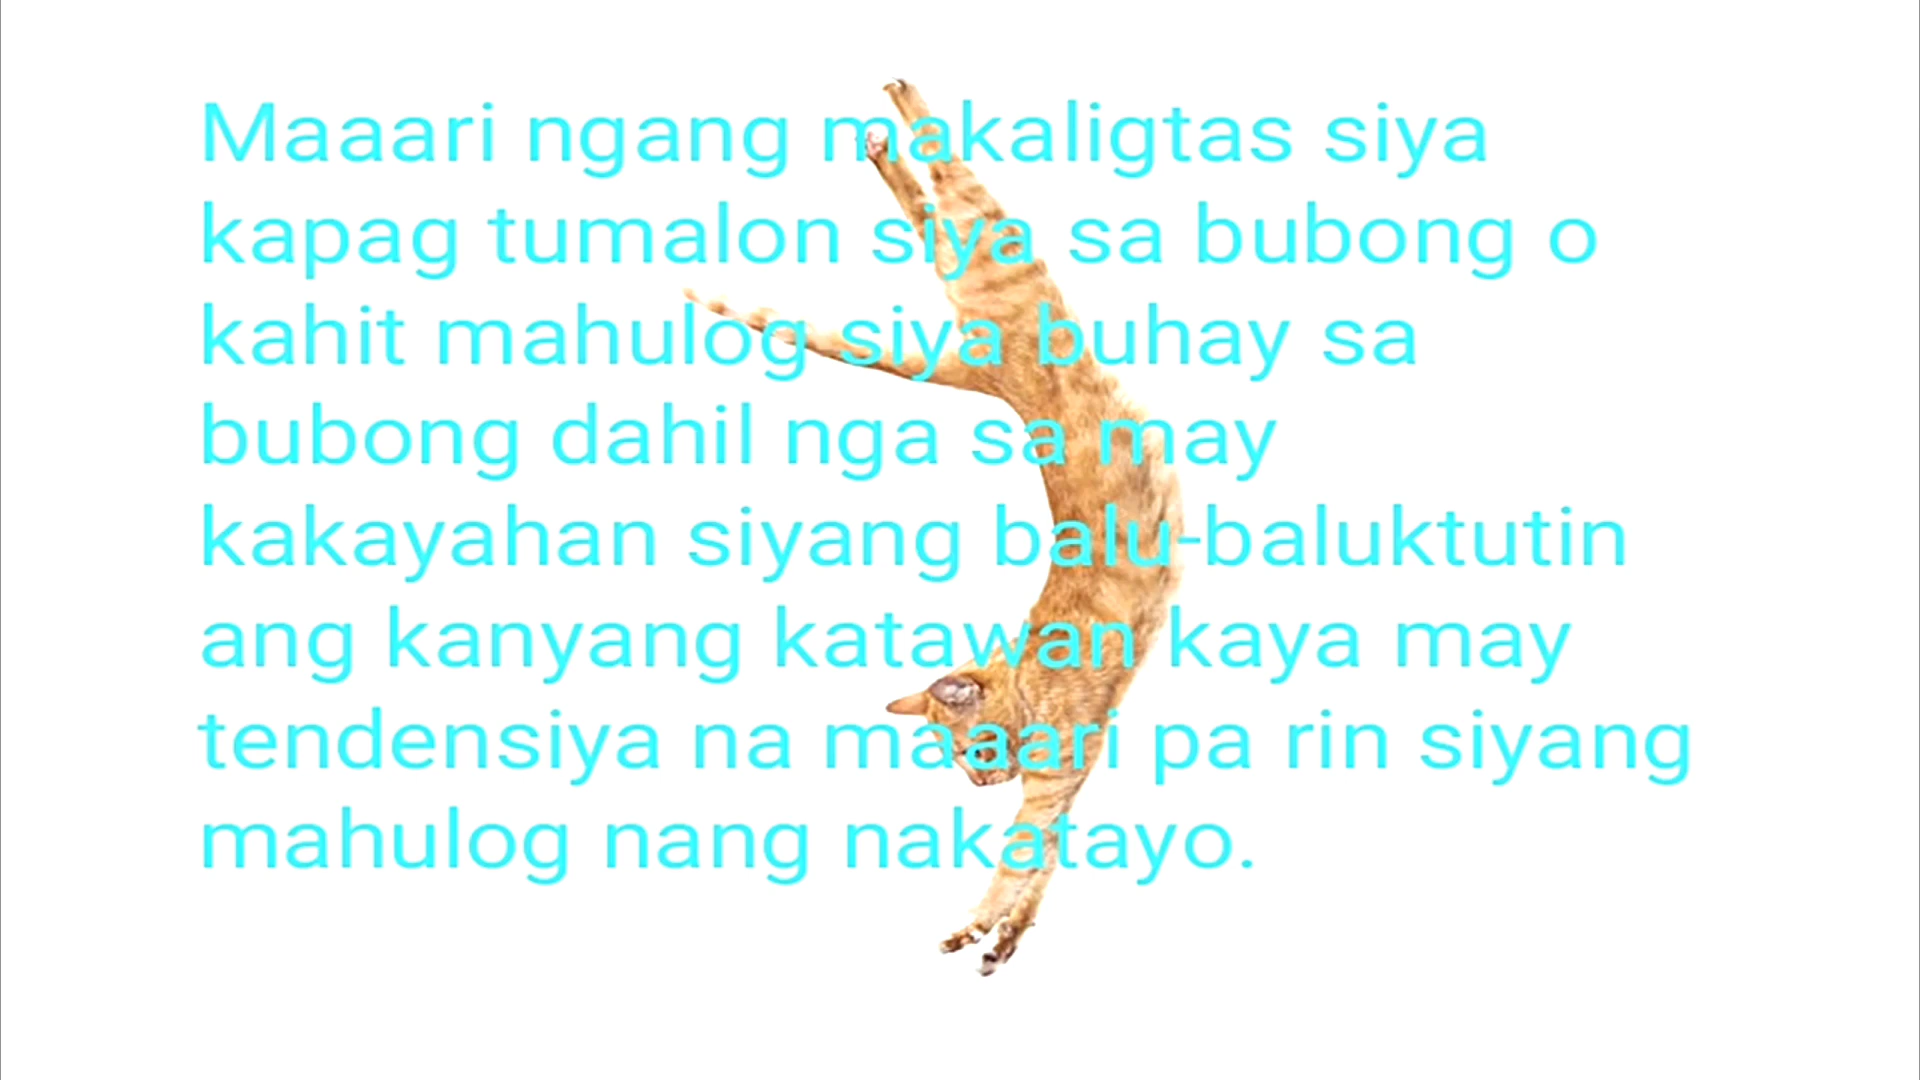 Maaari ngang makaligtas siya
kapag tumalon siya sa bubong o
kahit mahulog siya buhay sa
bubong dahil nga sa may
kakayahan siyang balu-baluktutin
ang kanyang katawan kaya may
tendensiya na maaari pa rin siyang
mahulog nang nakatayo.